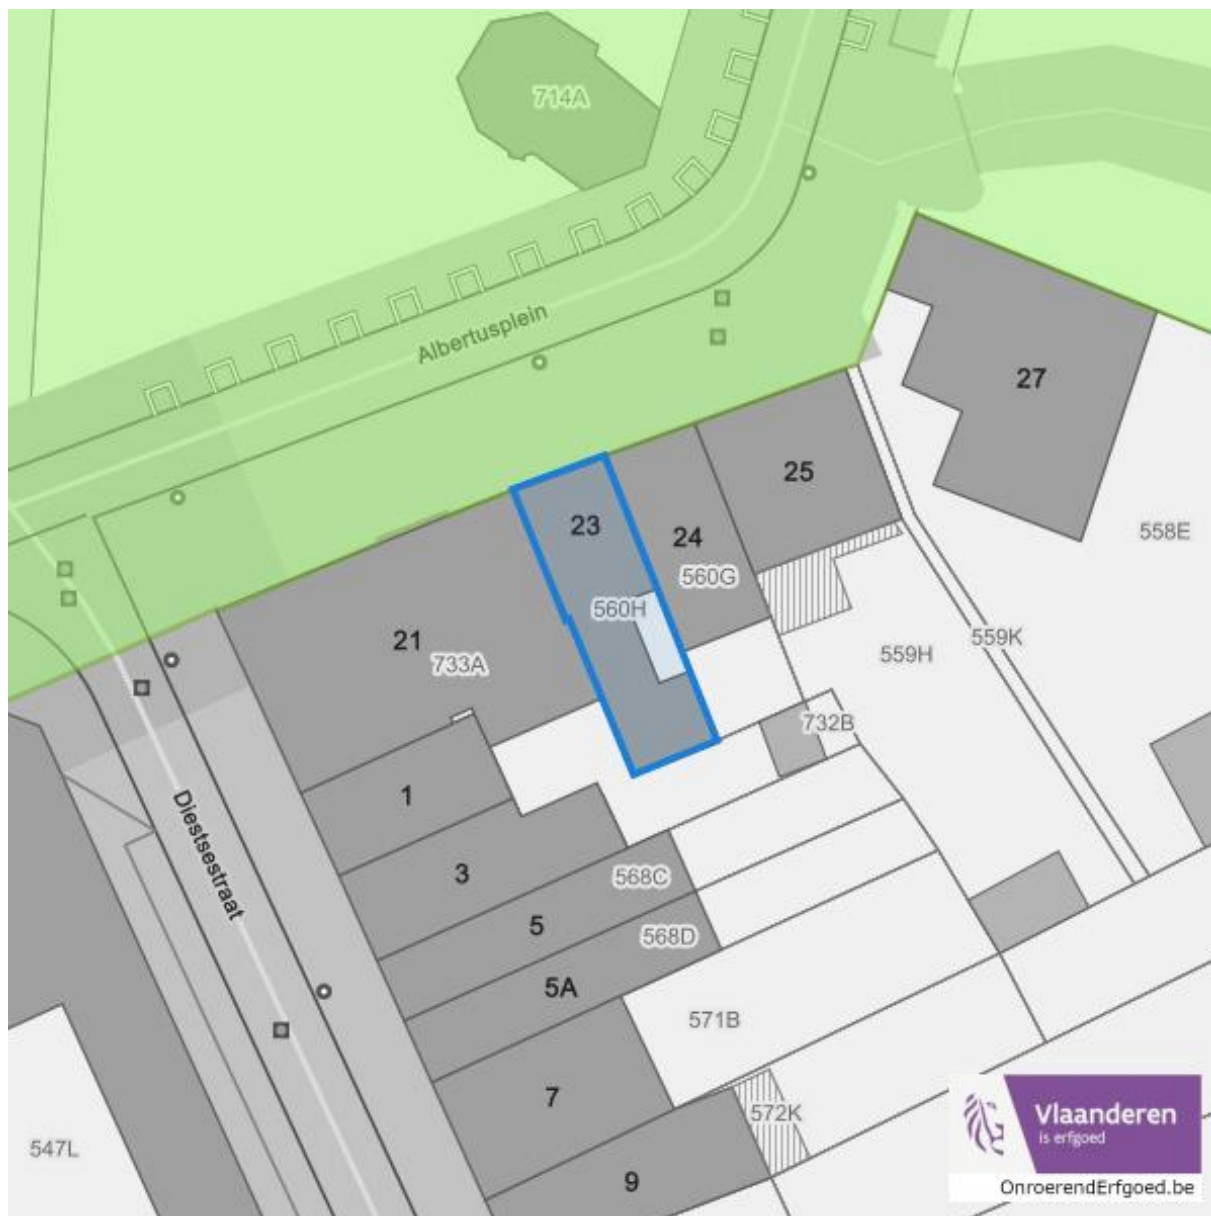 714A
Albertusplein
27
25
23
24
558E
560G
560H
559K
21
733A
559H
732B
1
Diestsestraat
3
568C
5
568D
5A
571B
7
572K
547L
9
Vlaanderen
is erfgoed
OnroerendErfgoed.be